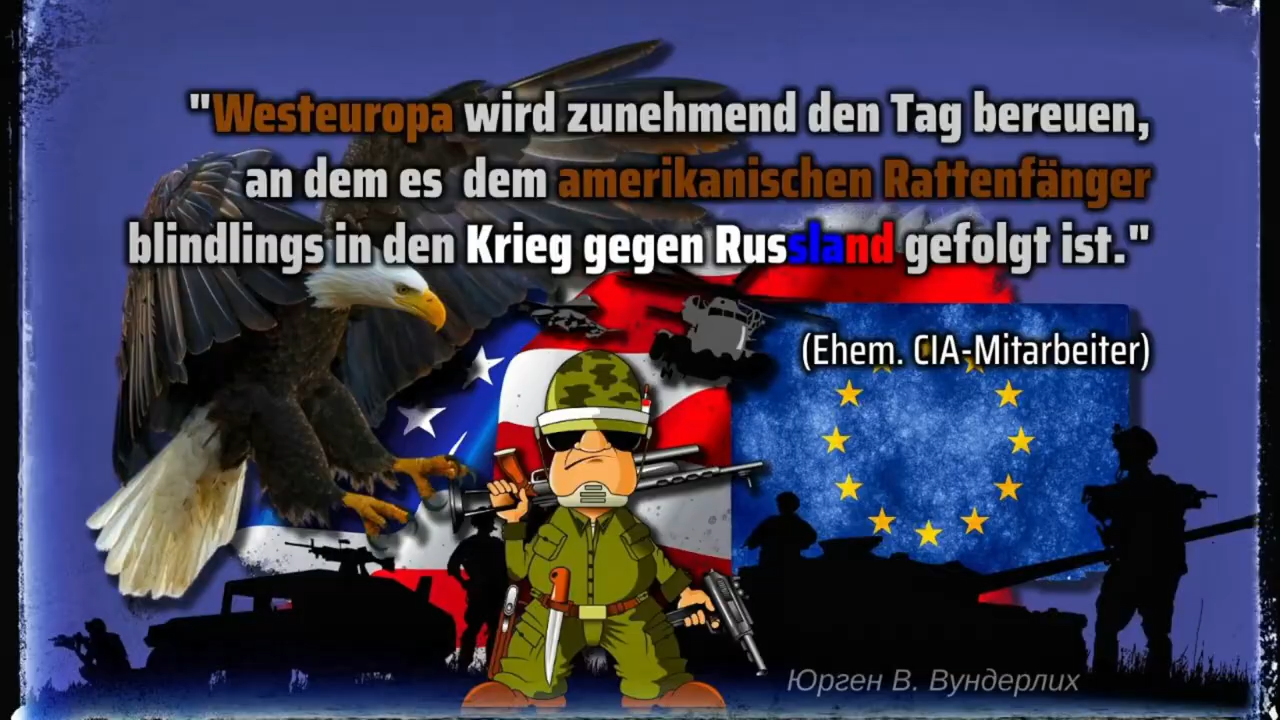 "Westeuropa wird zunehmend den Tag bereuen,
an dem es dem amerikanischen Rattenfänger
blindlings in den Krieg gegen Russland gefolgt ist."
(Ehem. CIA-Mitarbeiter)
Юрген В. Вундерлих